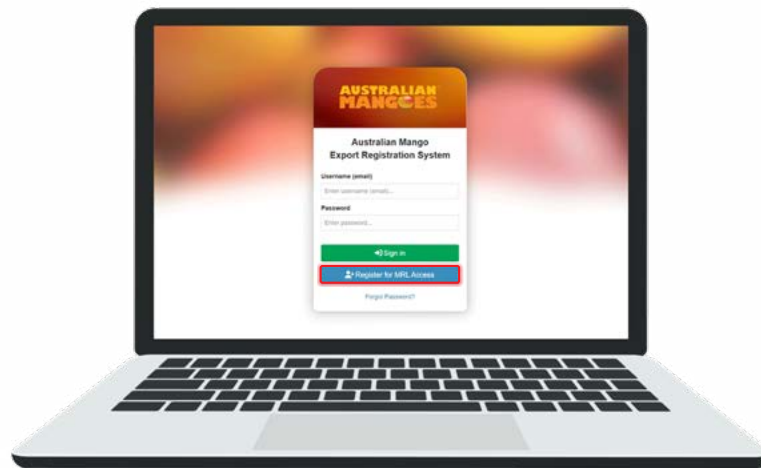 AUSTRALIAN
MANGOES
Australian Mango
Export Registration System
Username (email)
Enter username (email)...
Password
Enter password...
Sign in
Register for MRL Access
Forgot Password?